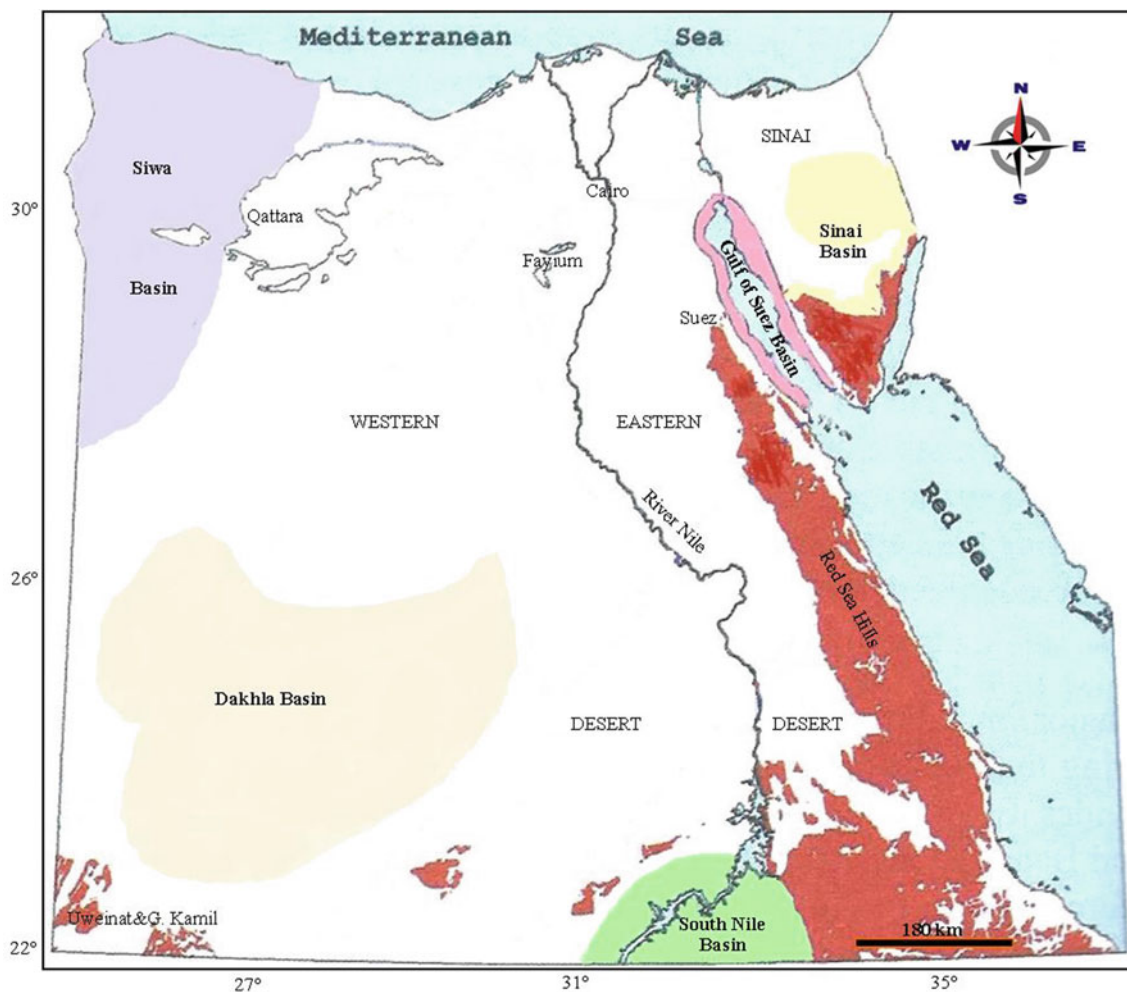 Mediterranean Sea
N
W E
S
SINAI
Siwa
Basin
30°
Cairo
Qattara
Sinai
Basin
Gulf of Suez Basin
Fayium
Suez
WESTERN
EASTERN
Red Sea
River Nile
26°
Red Sea Hills
Dakhla Basin
DESERT
DESERT
Uweinat&G. Kamil
South Nile
Basin
180 km
22°
27°
31°
35°